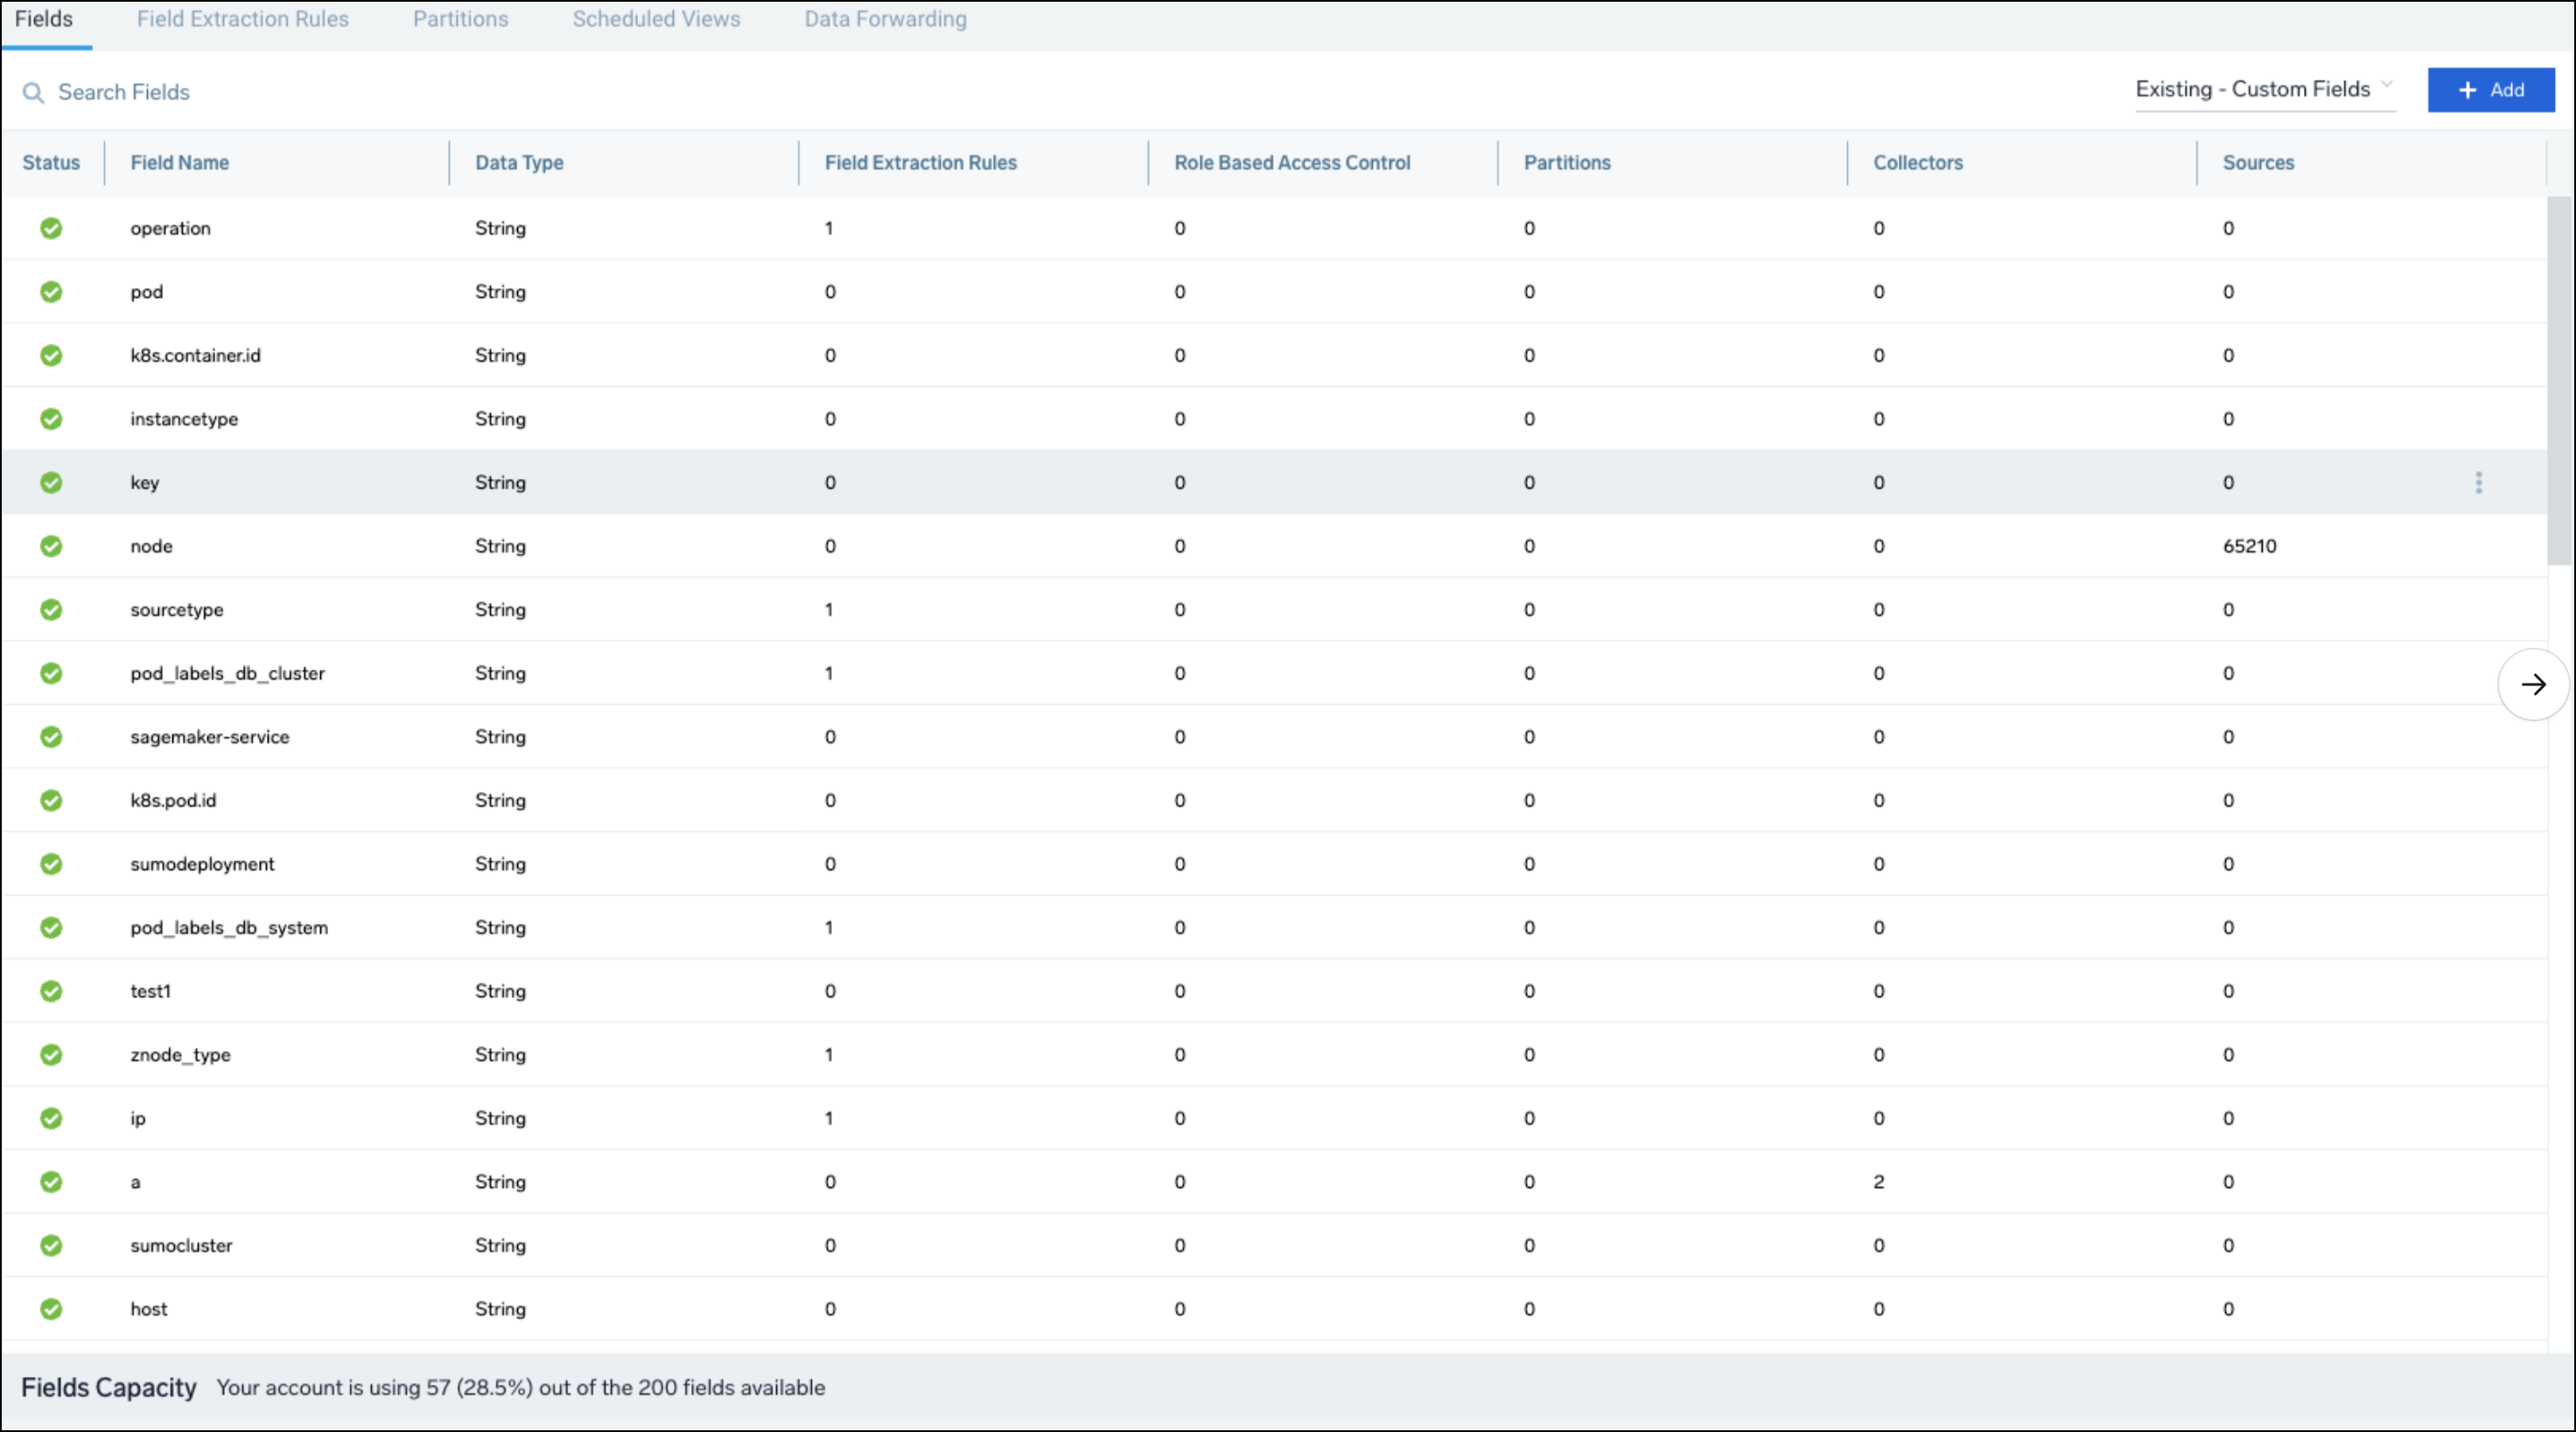 Fields Field Extraction Rules Partitions Scheduled Views Data Forwarding
Search Fields Existing - Custom Fields + Add
Status Field Name Data Type Field Extraction Rules Role Based Access Control Partitions Collectors Sources
operation String 1 0 0 0 0
pod String 0 0 0 0 0
k8s.container.id String 0 0 0 0 0
instancetype String 0 0 0 0 0
key String 0 0 0 0 0
node String 0 0 0 0 65210
sourcetype String 1 0 0 0 0
pod_labels_db_cluster String 1 0 0 0 0
sagemaker-service String 0 0 0 0 0
k8s.pod.id String 0 0 0 0 0
sumodeployment String 0 0 0 0 0
pod_labels_db_system String 1 0 0 0 0
test1 String 0 0 0 0 0
znode_type String 1 0 0 0 0
ip String 1 0 0 0 0
a String 0 0 0 2 0
sumocluster String 0 0 0 0 0
host String 0 0 0 0 0
Fields Capacity Your account is using 57 (28.5%) out of the 200 fields available